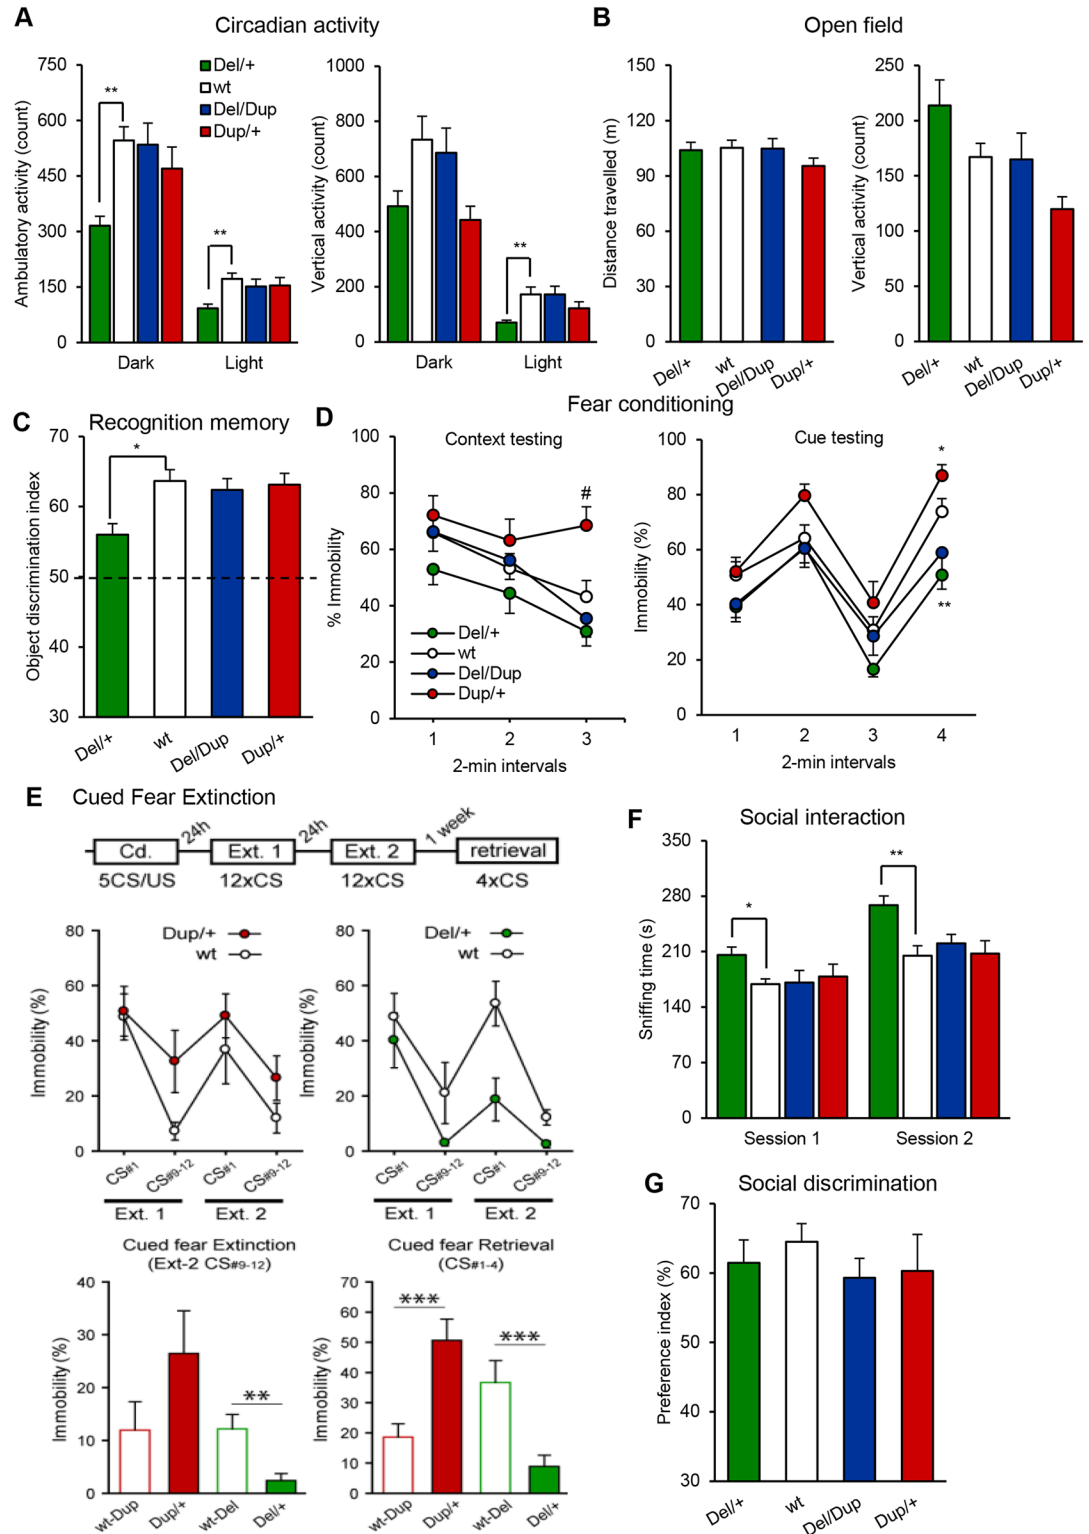 A
Circadian activity
750
600
450
300
150
0
Ambulatory activity (count)
**
**
Dark
Light
Del/+
wt
Del/Dup
Dup/+
1000
800
600
400
200
0
Vertical activity (count)
**
Dark
Light
B
Open field
150
120
90
60
30
0
Distance travelled (m)
Del/+
wt
Del/Dup
Dup/+
250
200
150
100
50
0
Vertical activity (count)
Del/+
wt
Del/Dup
Dup/+
C
Recognition memory
70
60
50
40
30
Object discrimination index
*
Del/+
wt
Del/Dup
Dup/+
D
Fear conditioning
Context testing
100
80
60
40
20
0
% Immobility
#
Del/+
wt
Del/Dup
Dup/+
1 2 3
2-min intervals
Cue testing
100
80
60
40
20
0
Immobility (%)
*
**
1 2 3 4
2-min intervals
E
Cued Fear Extinction
Cd. 24h Ext. 1 24h Ext. 2 1 week retrieval
5CS/US 12xCS 12xCS 4xCS
80
60
40
20
0
Immobility (%)
Dup/+
wt
CS#1 CS#9-12 CS#1 CS#9-12
Ext. 1 Ext. 2
80
60
40
20
0
Immobility (%)
Del/+
wt
CS#1 CS#9-12 CS#1 CS#9-12
Ext. 1 Ext. 2
Cued fear Extinction
(Ext-2 CS#9-12)
40
30
20
10
0
Immobility (%)
**
wt-Dup Dup/+ wt-Del Del/+
Cued fear Retrieval
(CS#1-4)
70
60
50
40
30
20
10
0
Immobility (%)
***
***
wt-Dup Dup/+ wt-Del Del/+
F
Social interaction
350
280
210
140
70
0
Sniffing time (s)
*
**
Session 1
Session 2
G
Social discrimination
70
60
50
40
30
Preference index (%)
Del/+
wt
Del/Dup
Dup/+